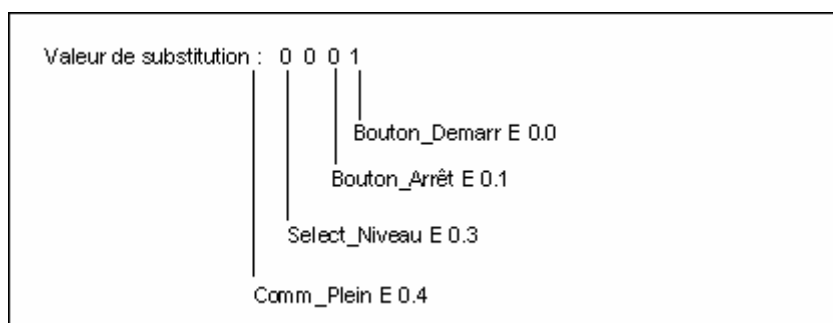 Valeur de substitution : 0 0 0 1
Bouton_Demarr E 0.0
Bouton_Arrêt E 0.1
Select_Niveau E 0.3
Comm_Plein E 0.4